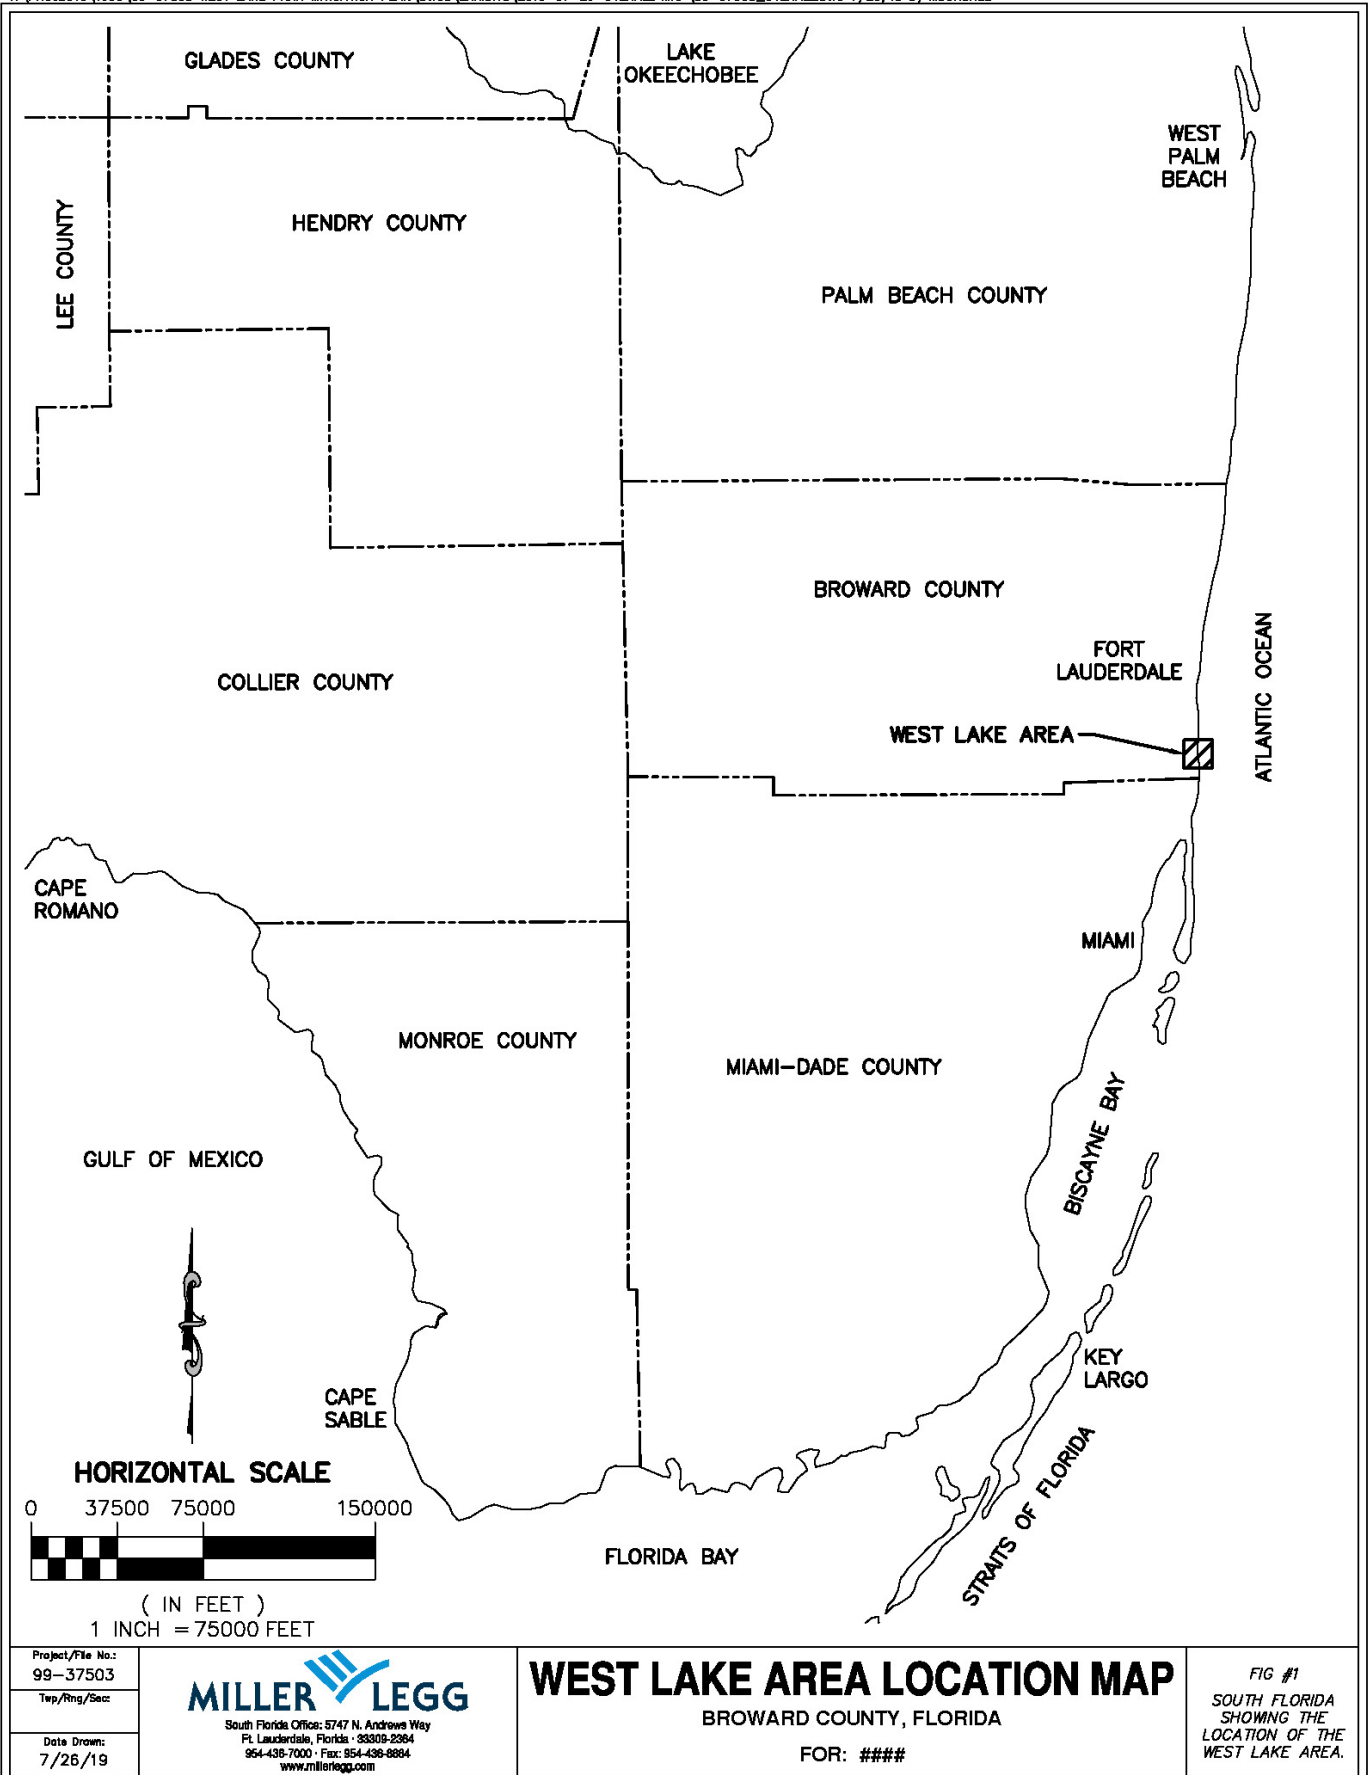 GLADES COUNTY
LAKE
OKEECHOBEE
WEST
PALM
BEACH
LEE COUNTY
HENDRY COUNTY
PALM BEACH COUNTY
BROWARD COUNTY
FORT
LAUDERDALE
ATLANTIC OCEAN
COLLIER COUNTY
WEST LAKE AREA
CAPE
ROMANO
MIAMI
MONROE COUNTY
MIAMI-DADE COUNTY
BISCAYNE BAY
GULF OF MEXICO
KEY
LARGO
CAPE
SABLE
STRAITS OF FLORIDA
FLORIDA BAY
HORIZONTAL SCALE
0 37500 75000 150000
( IN FEET )
1 INCH = 75000 FEET
Project/File No.:
99-37503
Twp/Rng/Sec:
Date Drawn:
7/26/19
MILLER LEGG
South Florida Office: 5747 N. Andrews Way
Ft. Lauderdale, Florida · 33309-2364
954-436-7000 · Fax: 954-436-8664
www.millerlegg.com
WEST LAKE AREA LOCATION MAP
BROWARD COUNTY, FLORIDA
FOR: ####
FIG #1
SOUTH FLORIDA
SHOWING THE
LOCATION OF THE
WEST LAKE AREA.